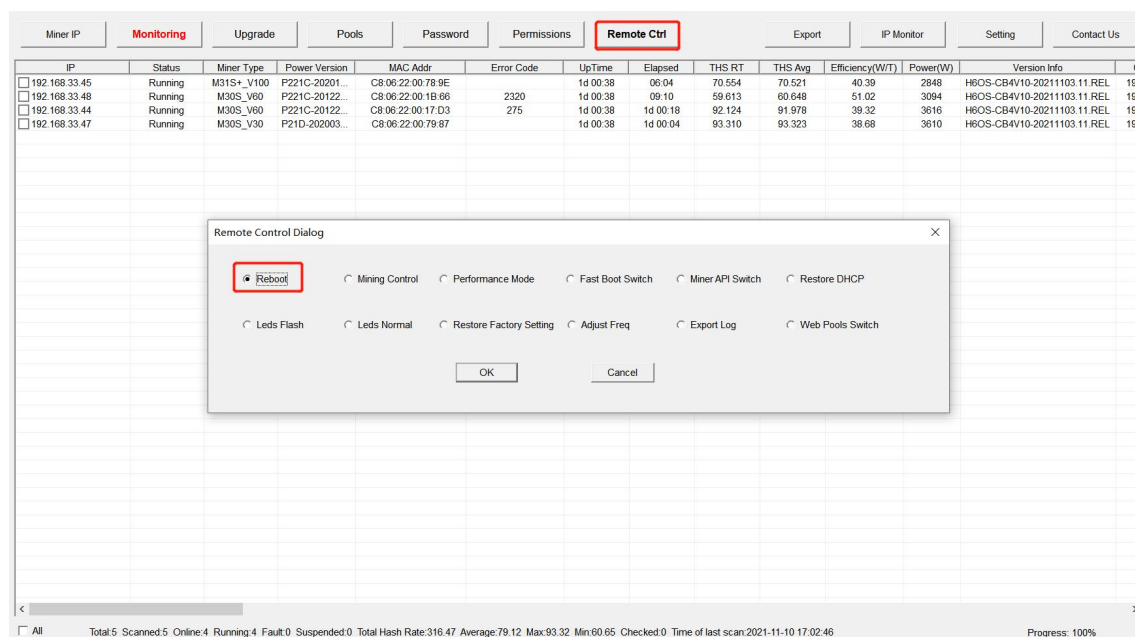 Miner IP Monitoring Upgrade Pools Password Permissions Remote Ctrl Export IP Monitor Setting Contact Us
IP Status Miner Type Power Version MAC Addr Error Code UpTime Elapsed THS RT THS Avg Efficiency(W/T) Power(W) Version Info
192.168.33.45 Running M31S+_V100 P221C-20201... C8:06:22:00:78:9E 1d 00:38 06:04 70.554 70.521 40.39 2848 H6OS-CB4V10-20211103.11.REL 19
192.168.33.48 Running M30S_V60 P221C-20122... C8:06:22:00:1B:66 2320 1d 00:38 09:10 59.613 60.648 51.02 3094 H6OS-CB4V10-20211103.11.REL 19
192.168.33.44 Running M30S_V60 P221C-20122... C8:06:22:00:17:D3 275 1d 00:38 1d 00:18 92.124 91.978 39.32 3616 H6OS-CB4V10-20211103.11.REL 19
192.168.33.47 Running M30S_V30 P21D-202003... C8:06:22:00:79:87 1d 00:38 1d 00:04 93.310 93.323 38.68 3610 H6OS-CB4V10-20211103.11.REL 19
Remote Control Dialog
Reboot Mining Control Performance Mode Fast Boot Switch Miner API Switch Restore DHCP
Leds Flash Leds Normal Restore Factory Setting Adjust Freq Export Log Web Pools Switch
OK Cancel
All Total:5 Scanned:5 Online:4 Running:4 Fault:0 Suspended:0 Total Hash Rate:316.47 Average:79.12 Max:93.32 Min:60.65 Checked:0 Time of last scan:2021-11-10 17:02:46 Progress: 100%